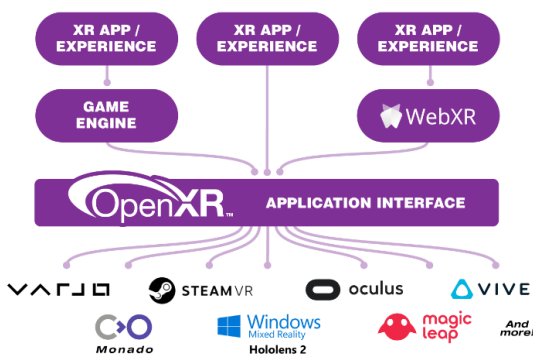 XR APP / EXPERIENCE
XR APP / EXPERIENCE
XR APP / EXPERIENCE
GAME ENGINE
WebXR
OpenXR™ APPLICATION INTERFACE
VARJO
STEAMVR
oculus
VIVE
Monado
Windows Mixed Reality
Hololens 2
magic leap
And more!